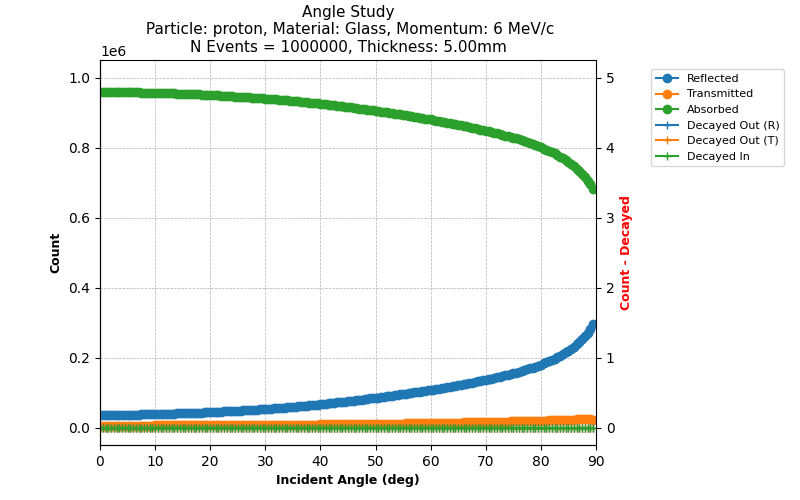 Angle Study
Particle: proton, Material: Glass, Momentum: 6 MeV/c
N Events = 1000000, Thickness: 5.00mm
1e6
1.0
0.8
0.6
0.4
0.2
0.0
Count
0 10 20 30 40 50 60 70 80 90
Incident Angle (deg)
5
4
3
2
1
0
Count - Decayed
Reflected
Transmitted
Absorbed
Decayed Out (R)
Decayed Out (T)
Decayed In